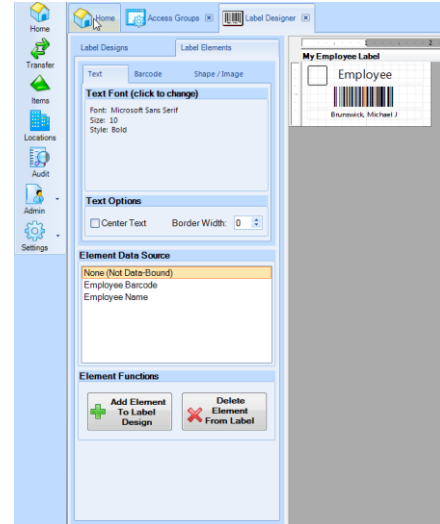 Home
Transfer
Items
Locations
Audit
Admin
Settings
Home Access Groups Label Designer
Label Designs Label Elements
Text Barcode Shape / Image
Text Font (click to change)
Font: Microsoft Sans Serif
Size: 10
Style: Bold
Text Options
Center Text Border Width: 0
Element Data Source
None (Not Data-Bound)
Employee Barcode
Employee Name
Element Functions
Add Element
To Label
Design
Delete
Element
From Label
1 2
My Employee Label
Employee
Brunswick, Michael J